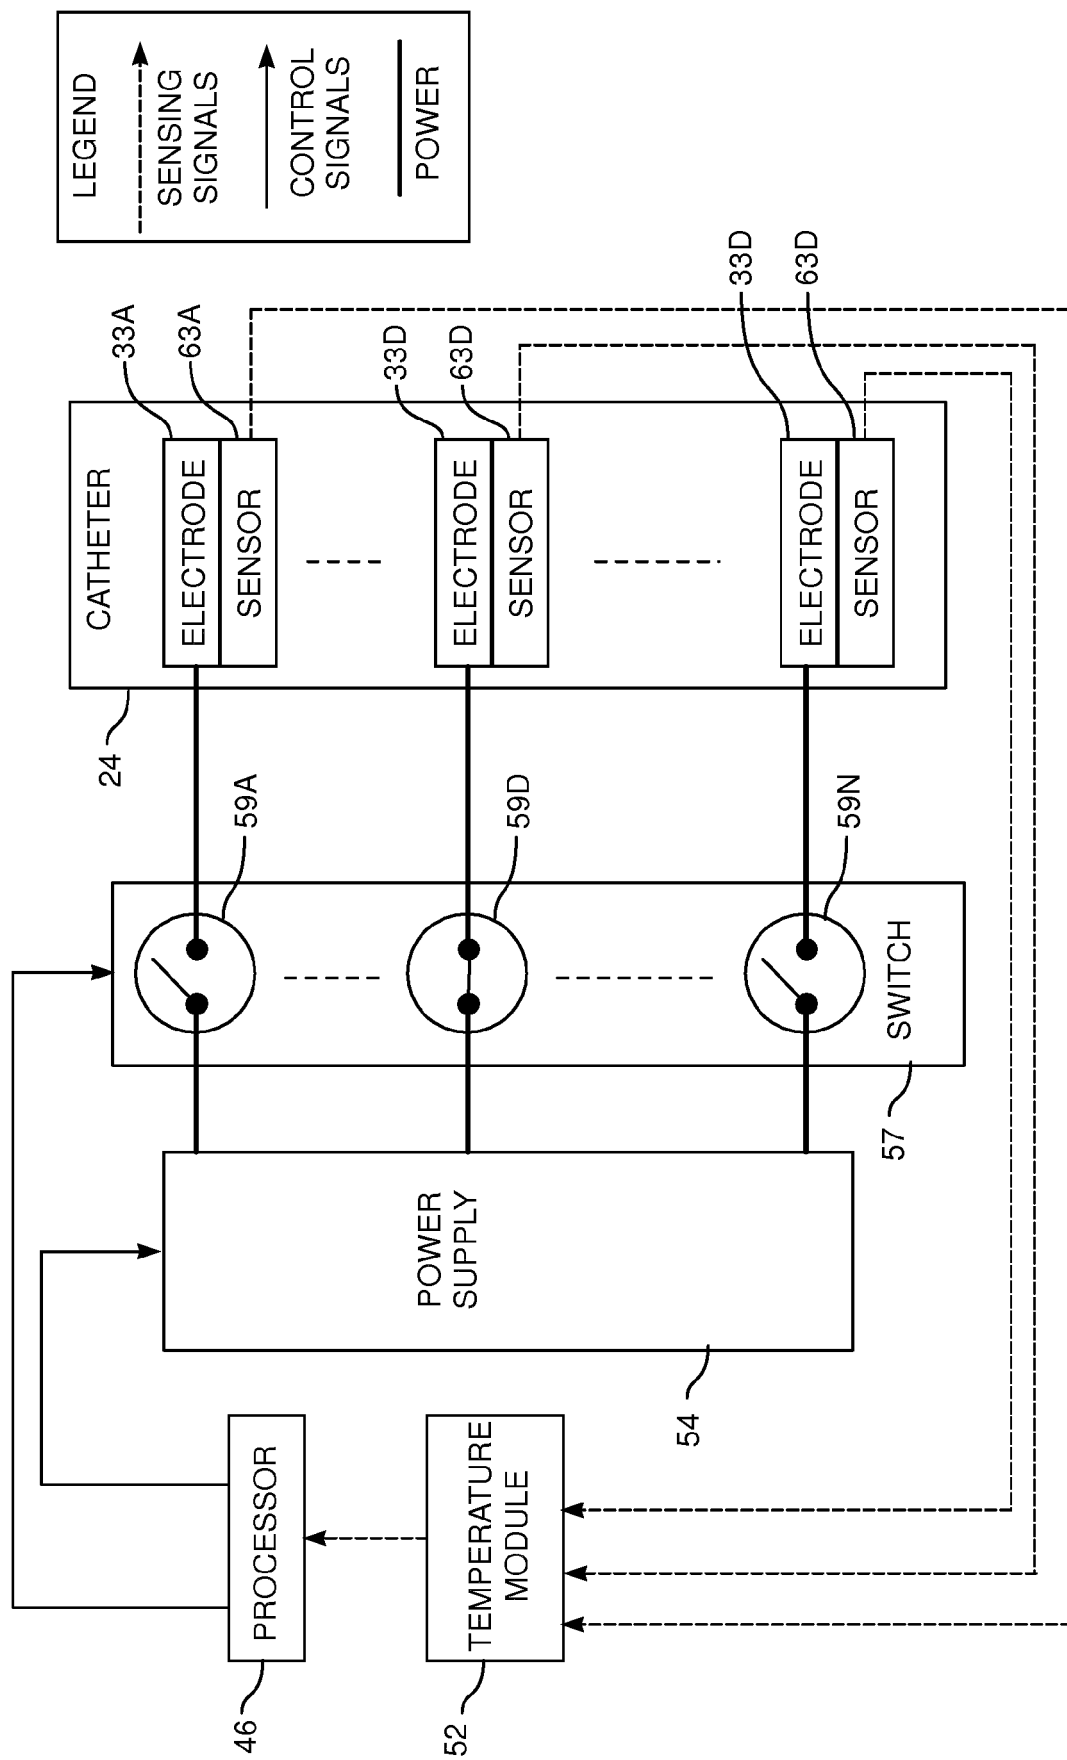 LEGEND
SENSING
SIGNALS
CONTROL
SIGNALS
POWER
33A
63A
33D
63D
33D
63D
CATHETER
ELECTRODE
SENSOR
ELECTRODE
SENSOR
ELECTRODE
SENSOR
24
59A
59D
59N
SWITCH
57
POWER
SUPPLY
54
PROCESSOR
46
TEMPERATURE
MODULE
52